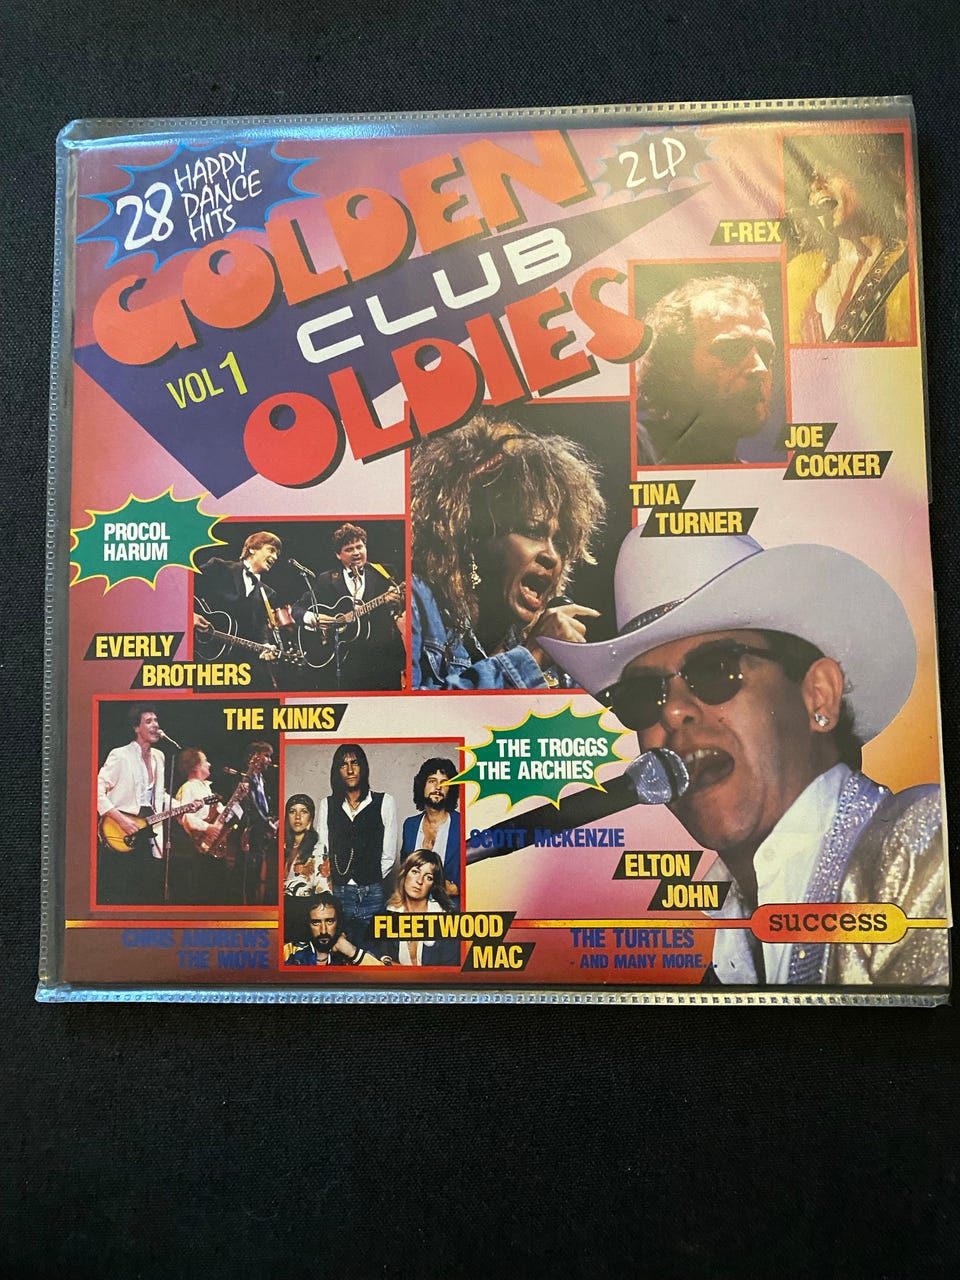 28 HAPPY
DANCE
HITS
2 LP
GOLDEN
CLUB
OLDIES
VOL 1
T-REX
JOE
COCKER
TINA
TURNER
PROCOL
HARUM
EVERLY
BROTHERS
THE KINKS
THE TROGGS
THE ARCHIES
SCOTT McKENZIE
ELTON
JOHN
success
FLEETWOOD
MAC
CHRIS ANDREWS
THE MOVE
THE TURTLES
- AND MANY MORE...